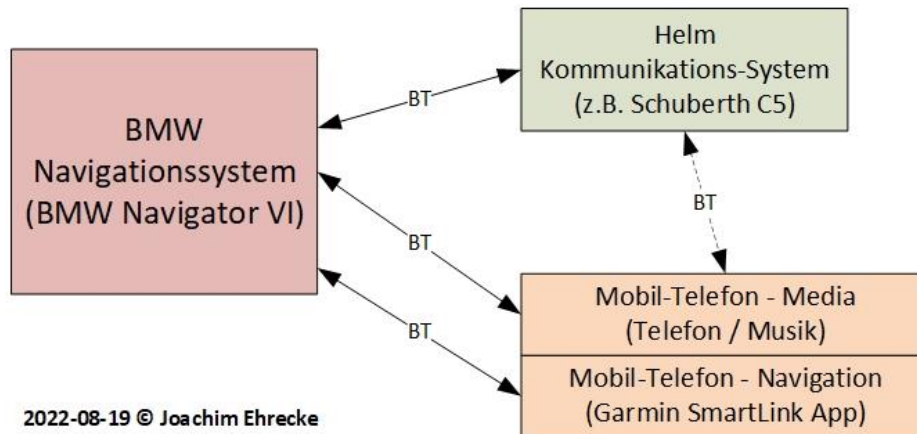 Helm
Kommunikations-System
(z.B. Schuberth C5)
BT
BMW
Navigationssystem
(BMW Navigator VI)
BT
BT
Mobil-Telefon - Media
(Telefon / Musik)
BT
Mobil-Telefon - Navigation
(Garmin SmartLink App)
2022-08-19 © Joachim Ehrecke